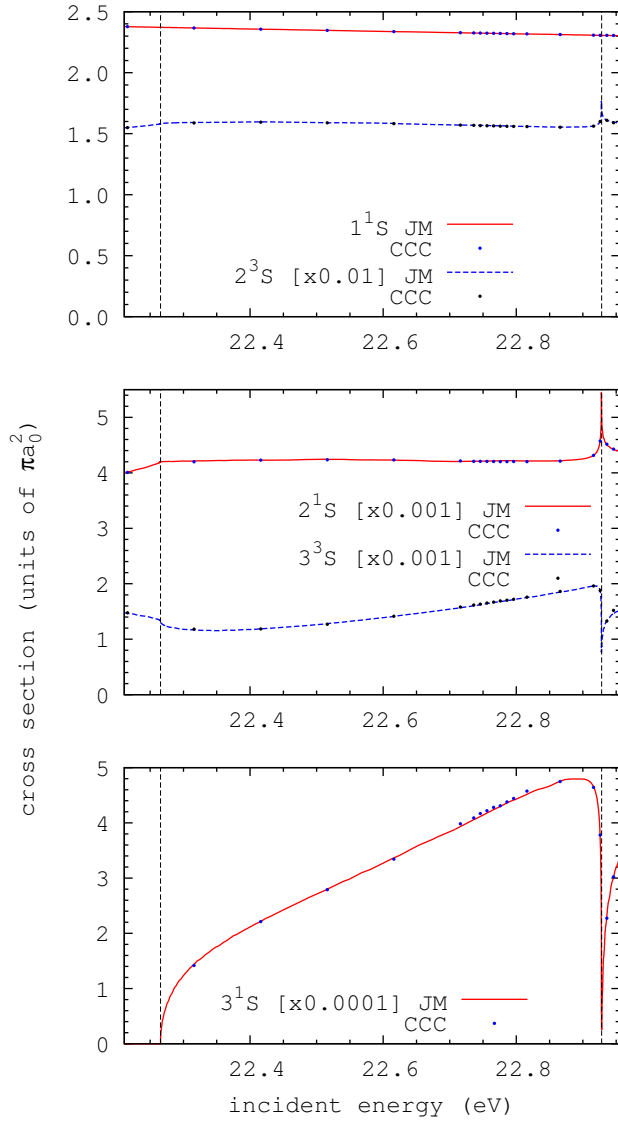 2.5
2.0
1.5
1.0
0.5
0.0
1¹S JM
CCC
2³S [x0.01] JM
CCC
22.4 22.6 22.8
5
4
3
2
1
0
2¹S [x0.001] JM
CCC
3³S [x0.001] JM
CCC
22.4 22.6 22.8
cross section (units of πa₀²)
5
4
3
2
1
0
3¹S [x0.0001] JM
CCC
22.4 22.6 22.8
incident energy (eV)